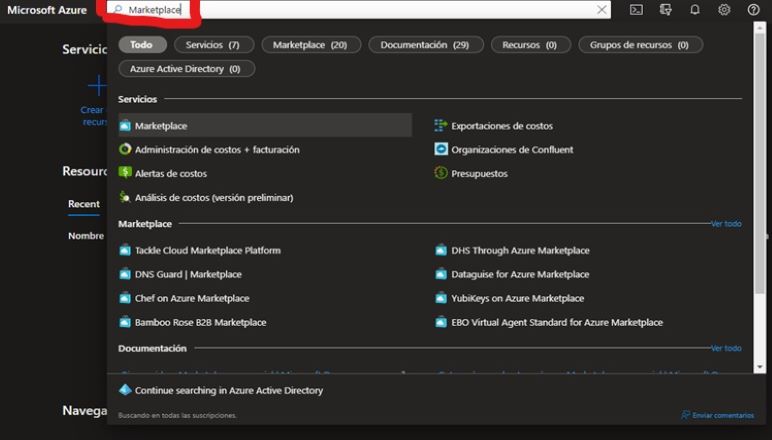 Microsoft Azure
Marketplace
Servicio
Todo
Servicios (7)
Marketplace (20)
Documentación (29)
Recursos (0)
Grupos de recursos (0)
Azure Active Directory (0)
Crear
recurs
Servicios
Marketplace
Exportaciones de costos
Administración de costos + facturación
Organizaciones de Confluent
Alertas de costos
Presupuestos
Análisis de costos (versión preliminar)
Resourc
Recent
Nombre
Marketplace
Ver todo
Tackle Cloud Marketplace Platform
DHS Through Azure Marketplace
DNS Guard | Marketplace
Dataguise for Azure Marketplace
Chef on Azure Marketplace
YubiKeys on Azure Marketplace
Bamboo Rose B2B Marketplace
EBO Virtual Agent Standard for Azure Marketplace
Documentación
Ver todo
Continue searching in Azure Active Directory
Navega
Buscando en todas las suscripciones.
Enviar comentarios